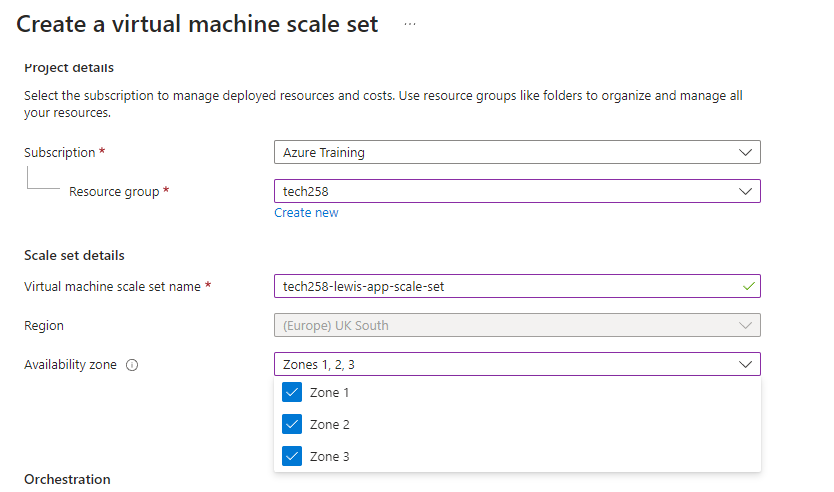 Create a virtual machine scale set ...
Project details
Select the subscription to manage deployed resources and costs. Use resource groups like folders to organize and manage all
your resources.
Subscription *
Azure Training
Resource group *
tech258
Create new
Scale set details
Virtual machine scale set name *
tech258-lewis-app-scale-set
Region
(Europe) UK South
Availability zone
Zones 1, 2, 3
Zone 1
Zone 2
Zone 3
Orchestration